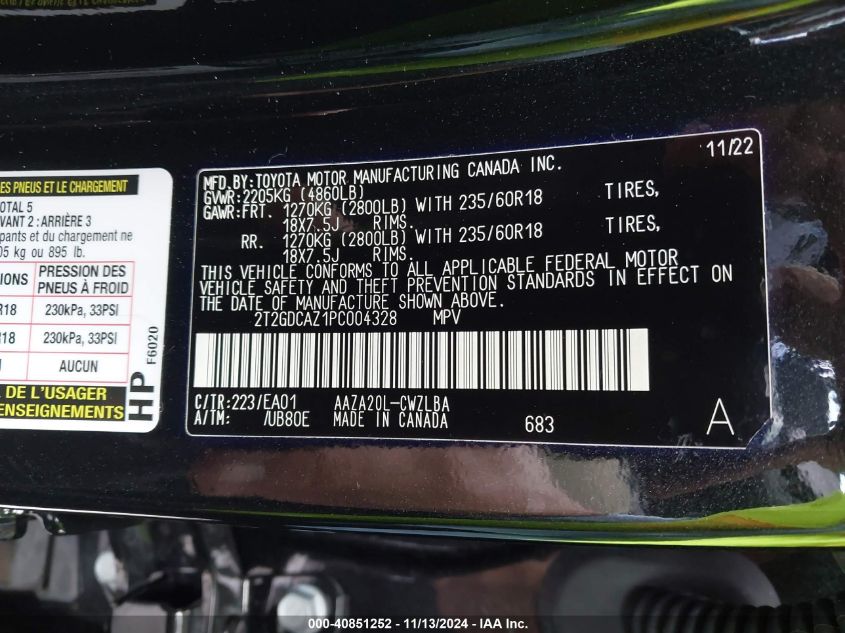 ES PNEUS ET LE CHARGEMENT
OTAL 5
VANT 2 : ARRIÈRE 3
pants et du chargement ne
05 kg ou 895 lb.
IONS
PRESSION DES
PNEUS À FROID
R18
230kPa, 33PSI
R18
230kPa, 33PSI
AUCUN
DE L'USAGER
ENSEIGNEMENTS
HP
F6020
11/22
MFD.BY:TOYOTA MOTOR MANUFACTURING CANADA INC.
GVWR:2205KG (4860LB)
GAWR:FRT. 1270KG (2800LB) WITH 235/60R18 TIRES,
18X7.5J RIMS.
RR. 1270KG (2800LB) WITH 235/60R18 TIRES,
18X7.5J RIMS.
THIS VEHICLE CONFORMS TO ALL APPLICABLE FEDERAL MOTOR
VEHICLE SAFETY AND THEFT PREVENTION STANDARDS IN EFFECT ON
THE DATE OF MANUFACTURE SHOWN ABOVE.
2T2GDCAZ1PC004328 MPV
C/TR:223/EA01 AAZA20L-CWZLBA
A/TM: /UB80E MADE IN CANADA 683
A
000-40851252 - 11/13/2024 - IAA Inc.